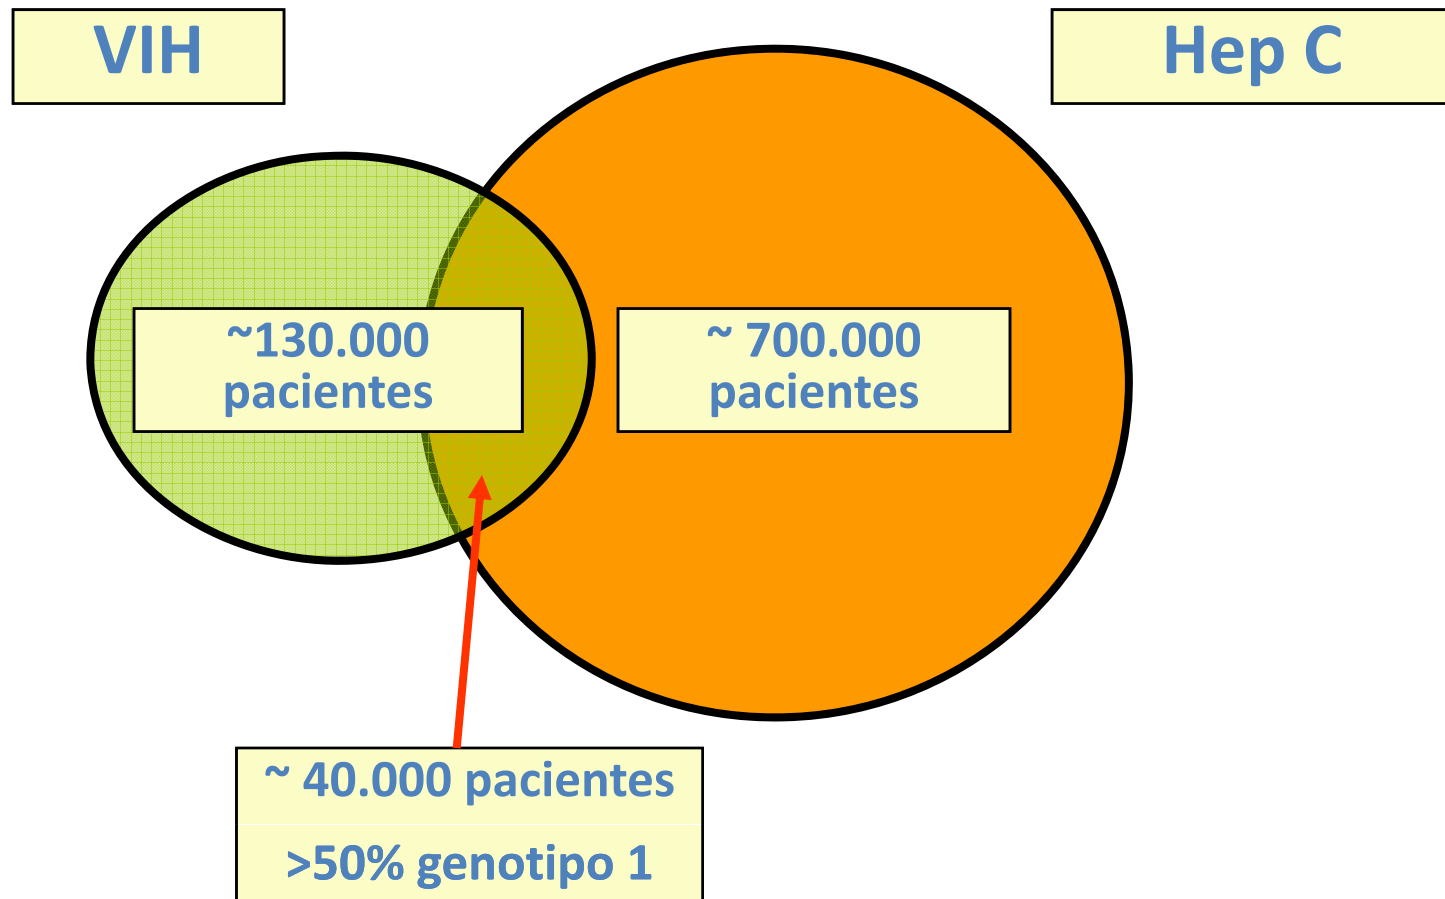 VIH
Hep C
~130.000
pacientes
~ 700.000
pacientes
~ 40.000 pacientes
>50% genotipo 1